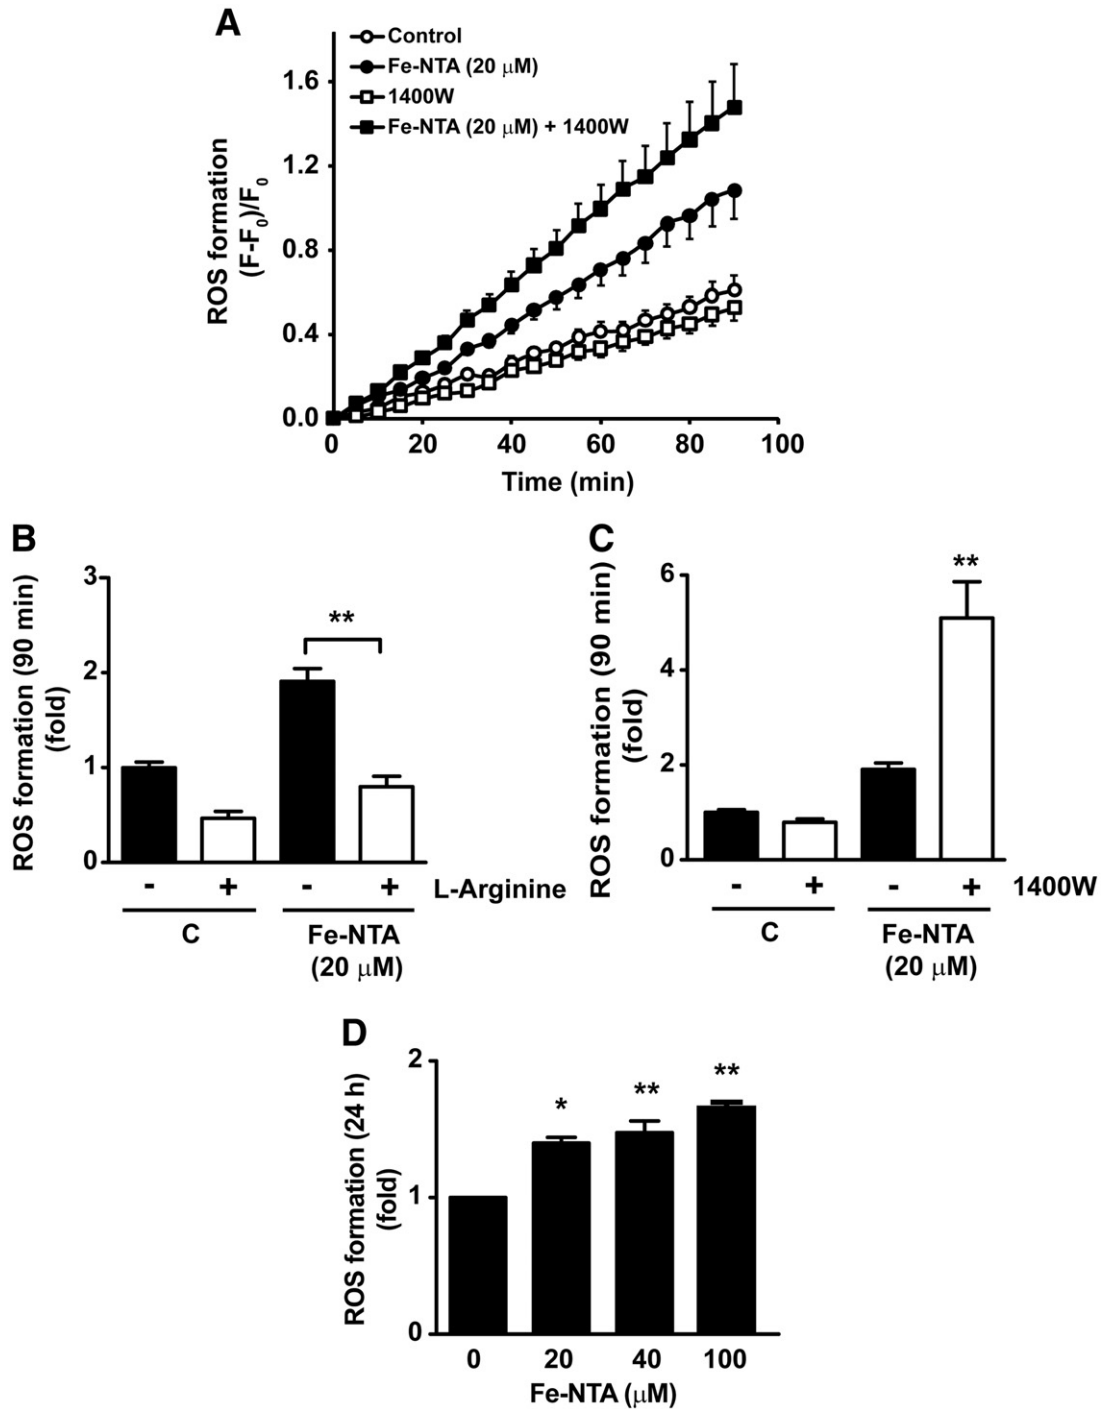 A
Control
Fe-NTA (20 μM)
1400W
Fe-NTA (20 μM) + 1400W
ROS formation
(F-F0)/F0
1.6
1.2
0.8
0.4
0.0
0 20 40 60 80 100
Time (min)
B
ROS formation (90 min)
(fold)
3
2
1
0
**
- + - + L-Arginine
C Fe-NTA
(20 μM)
C
ROS formation (90 min)
(fold)
6
4
2
0
**
- + - + 1400W
C Fe-NTA
(20 μM)
D
ROS formation (24 h)
(fold)
2
1
0
* ** **
0 20 40 100
Fe-NTA (μM)